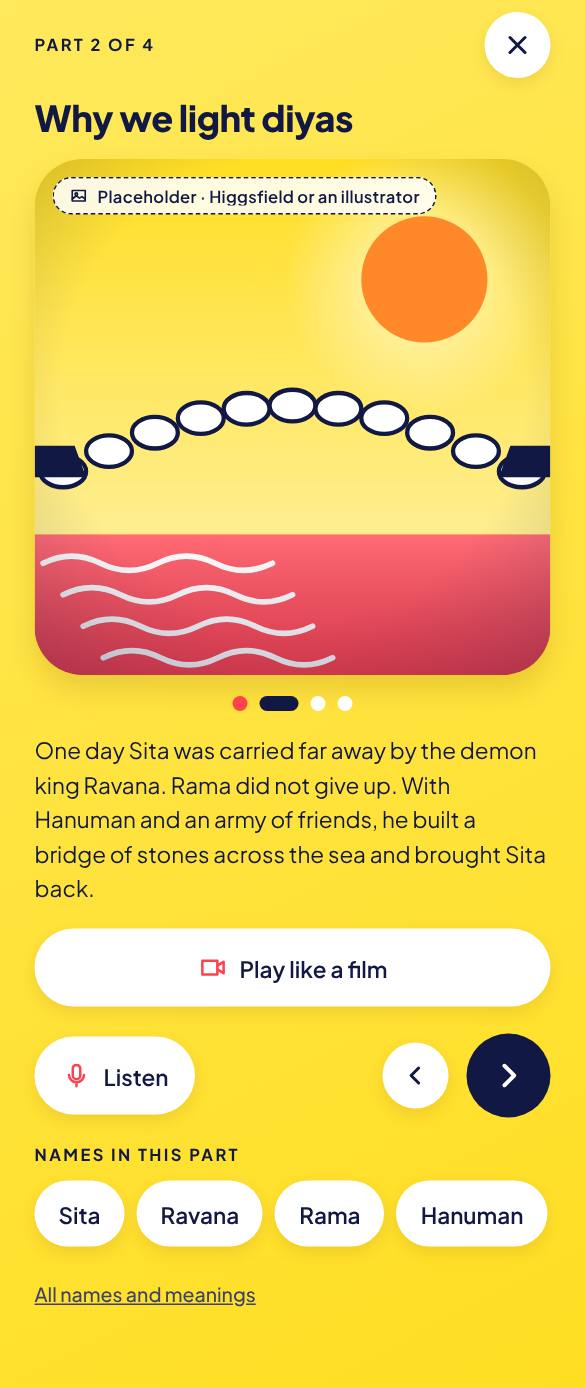 PART 2 OF 4
Why we light diyas
Placeholder · Higgsfield or an illustrator
One day Sita was carried far away by the demon
king Ravana. Rama did not give up. With
Hanuman and an army of friends, he built a
bridge of stones across the sea and brought Sita
back.
Play like a film
Listen
NAMES IN THIS PART
Sita
Ravana
Rama
Hanuman
All names and meanings